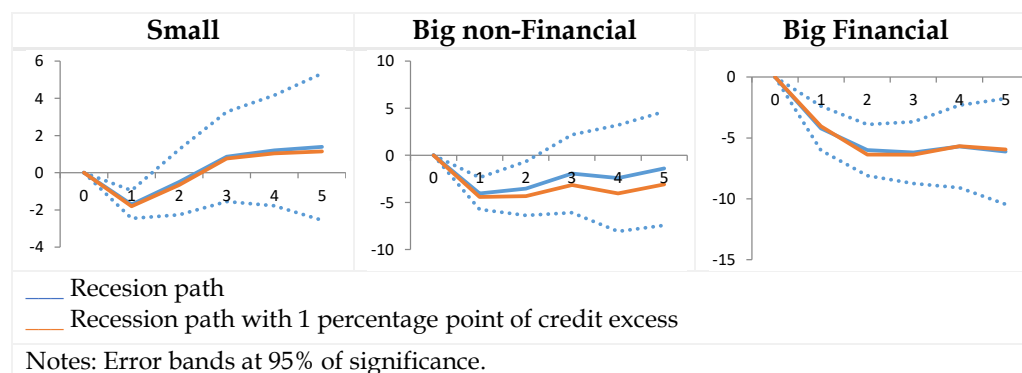 Small Big non-Financial Big Financial
6
4
2
0
-2
-4
0 1 2 3 4 5
10
5
0
-5
-10
0 1 2 3 4 5
0
-5
-10
-15
0 1 2 3 4 5
Recesion path
Recession path with 1 percentage point of credit excess
Notes: Error bands at 95% of significance.